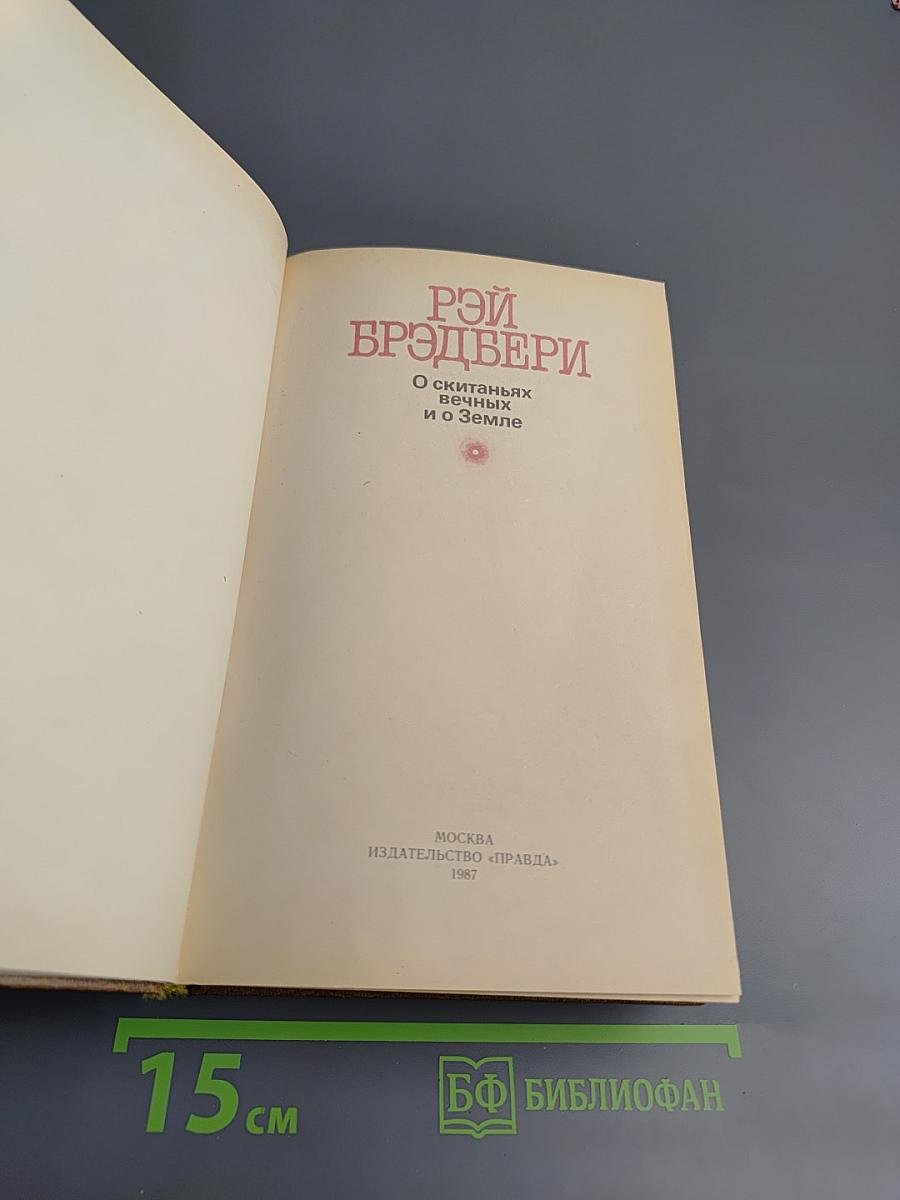 РЭЙ
БРЭДБЕРИ
О скитаньях
вечных
и о Земле
МОСКВА
ИЗДАТЕЛЬСТВО «ПРАВДА»
1987
15 см
БФ БИБЛИОФАН